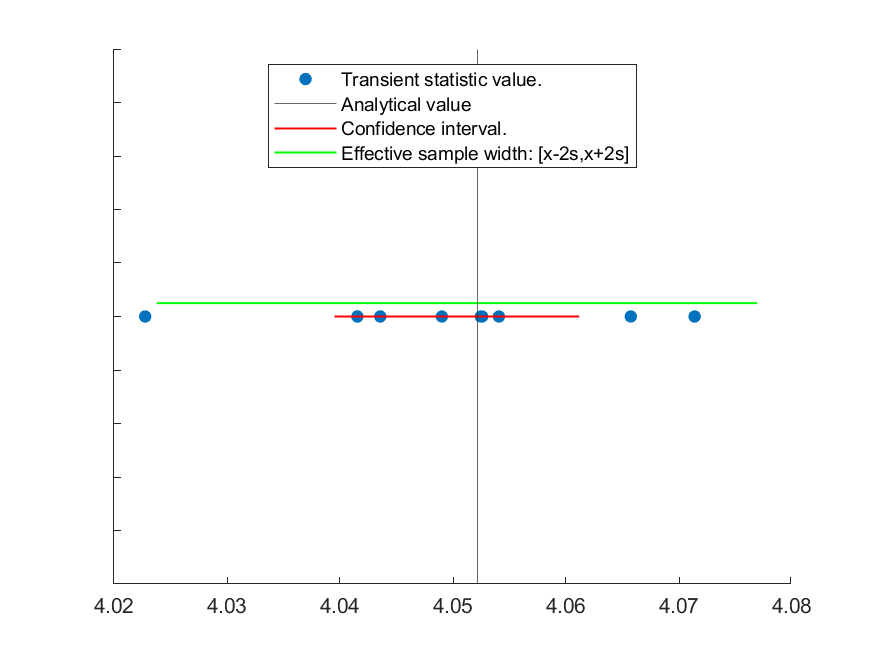 Transient statistic value.
Analytical value
Confidence interval.
Effective sample width: [x-2s,x+2s]
4.02 4.03 4.04 4.05 4.06 4.07 4.08